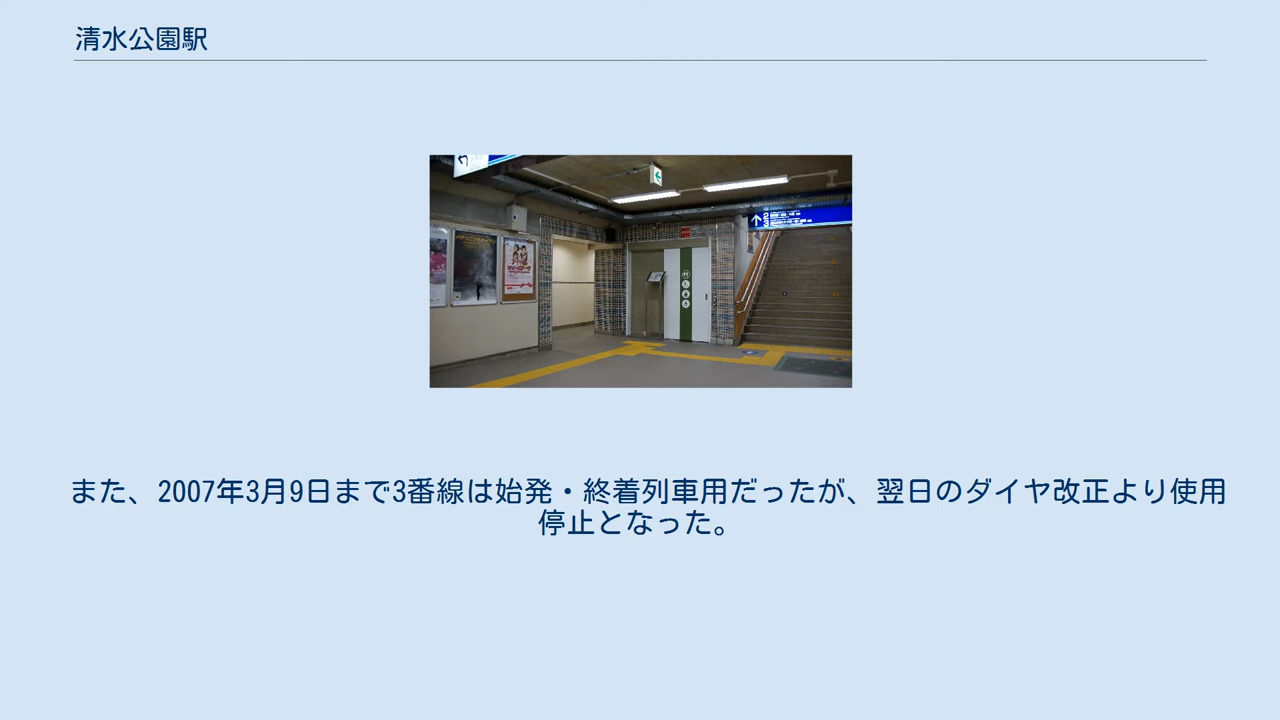 清水公園駅
2
3
また、2007年3月9日まで3番線は始発・終着列車用だったが、翌日のダイヤ改正より使用
停止となった。